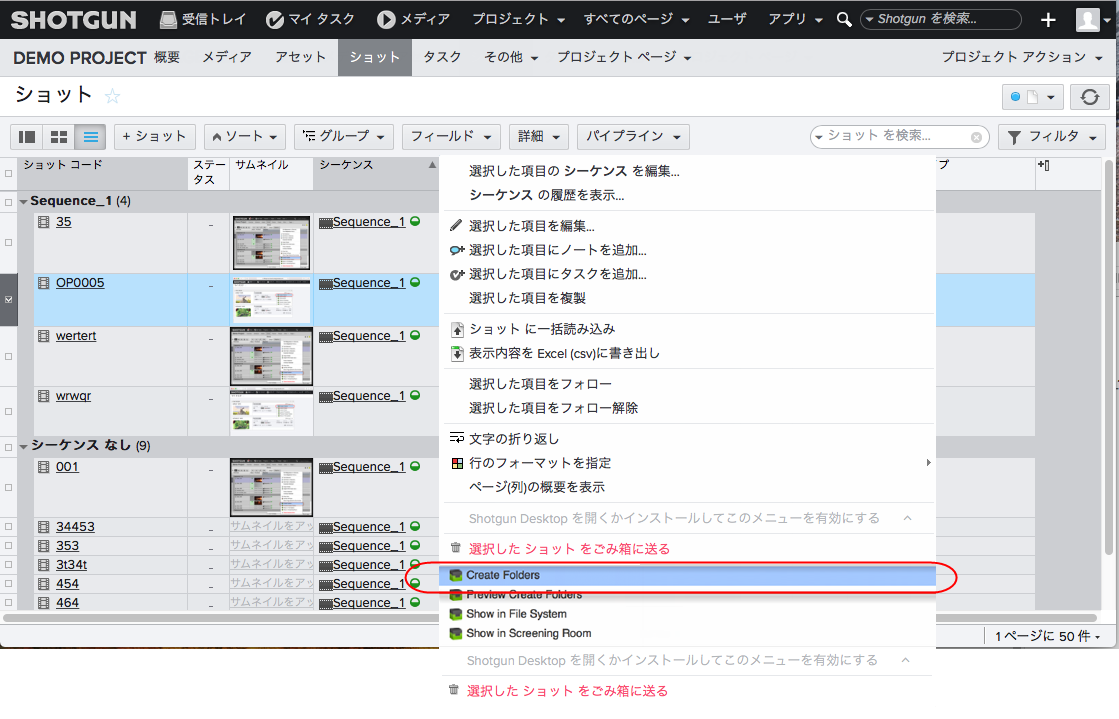 SHOTGUN 受信トレイ マイ タスク メディア プロジェクト すべてのページ ユーザ アプリ Shotgun を検索...
DEMO PROJECT 概要 メディア アセット ショット タスク その他 プロジェクト ページ プロジェクト アクション
ショット
+ ショット ソート グループ フィールド 詳細 パイプライン ショット を検索... フィルタ
ショット コード ステータス サムネイル シーケンス プ
Sequence_1 (4)
35 - Sequence_1
OP0005 - Sequence_1
wertert - Sequence_1
wrwqr - Sequence_1
シーケンス なし (9)
001 - Sequence_1
34453 - サムネイルをアッ Sequence_1
353 - サムネイルをアッ Sequence_1
3t34t - サムネイルをアッ Sequence_1
454 - サムネイルをアッ Sequence_1
464 - サムネイルをアッ Sequence_1
選択した項目の シーケンス を編集...
シーケンス の履歴を表示...
選択した項目を編集...
選択した項目にノートを追加...
選択した項目にタスクを追加...
選択した項目を複製
ショット に一括読み込み
表示内容を Excel (csv)に書き出し
選択した項目をフォロー
選択した項目をフォロー解除
文字の折り返し
行のフォーマットを指定
ページ(列)の概要を表示
Shotgun Desktop を開くかインストールしてこのメニューを有効にする
選択した ショット をごみ箱に送る
Create Folders
Preview Create Folders
Show in File System
Show in Screening Room
Shotgun Desktop を開くかインストールしてこのメニューを有効にする
選択した ショット をごみ箱に送る
1 ページに 50 件